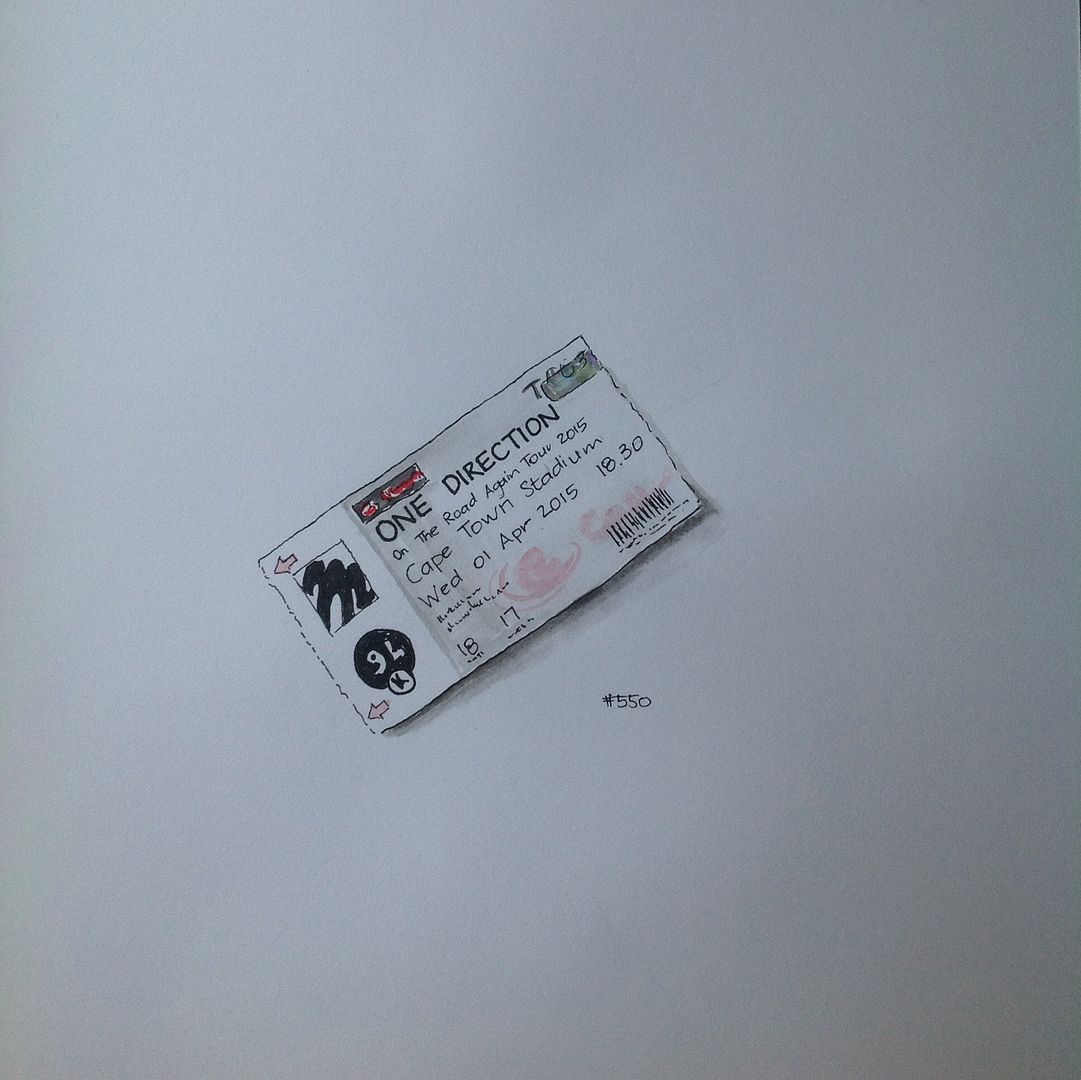 ONE DIRECTION
On The Road Again Tour 2015
Cape Town Stadium
Wed 01 Apr 2015 18.30
18 17
94
K
#550